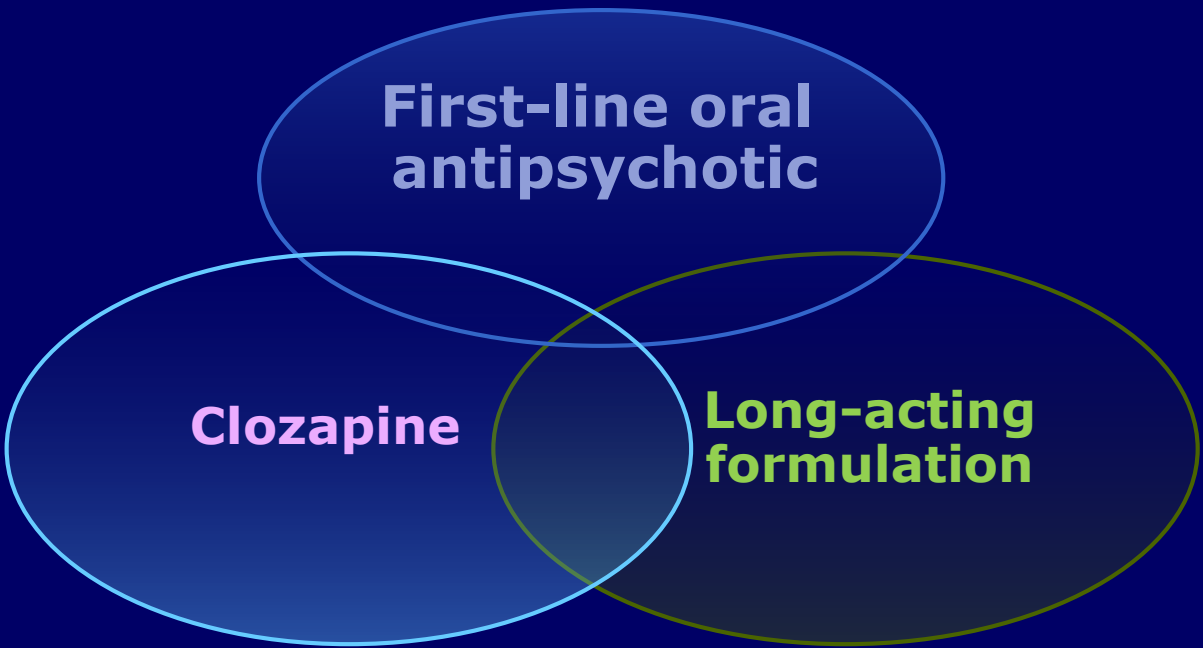 First-line oral
antipsychotic
Clozapine
Long-acting
formulation